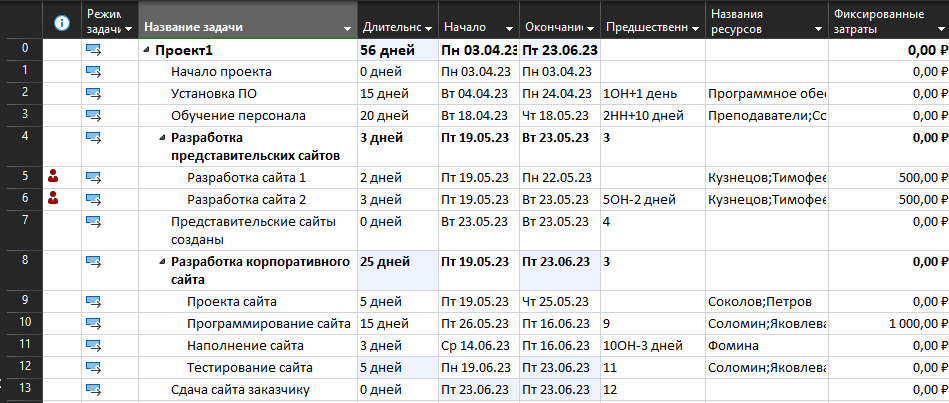 Режим задачи Название задачи Длительнс Начало Окончание Предшественн Названия ресурсов Фиксированные затраты
0 Проект1 56 дней Пн 03.04.23 Пт 23.06.23 0,00 ₽
1 Начало проекта 0 дней Пн 03.04.23 Пн 03.04.23 0,00 ₽
2 Установка ПО 15 дней Вт 04.04.23 Пн 24.04.23 1ОН+1 день Программное обес 0,00 ₽
3 Обучение персонала 20 дней Вт 18.04.23 Чт 18.05.23 2НН+10 дней Преподаватели;Со 0,00 ₽
4 Разработка представительских сайтов 3 дней Пт 19.05.23 Вт 23.05.23 3 0,00 ₽
5 Разработка сайта 1 2 дней Пт 19.05.23 Пн 22.05.23 Кузнецов;Тимофее 500,00 ₽
6 Разработка сайта 2 3 дней Пт 19.05.23 Вт 23.05.23 5ОН-2 дней Кузнецов;Тимофее 500,00 ₽
7 Представительские сайты созданы 0 дней Вт 23.05.23 Вт 23.05.23 4 0,00 ₽
8 Разработка корпоративного сайта 25 дней Пт 19.05.23 Пт 23.06.23 3 0,00 ₽
9 Проекта сайта 5 дней Пт 19.05.23 Чт 25.05.23 Соколов;Петров 0,00 ₽
10 Программирование сайта 15 дней Пт 26.05.23 Пт 16.06.23 9 Соломин;Яковлева 1 000,00 ₽
11 Наполнение сайта 3 дней Ср 14.06.23 Пт 16.06.23 10ОН-3 дней Фомина 0,00 ₽
12 Тестирование сайта 5 дней Пн 19.06.23 Пт 23.06.23 11 Соломин;Яковлева 0,00 ₽
13 Сдача сайта заказчику 0 дней Пт 23.06.23 Пт 23.06.23 12 0,00 ₽